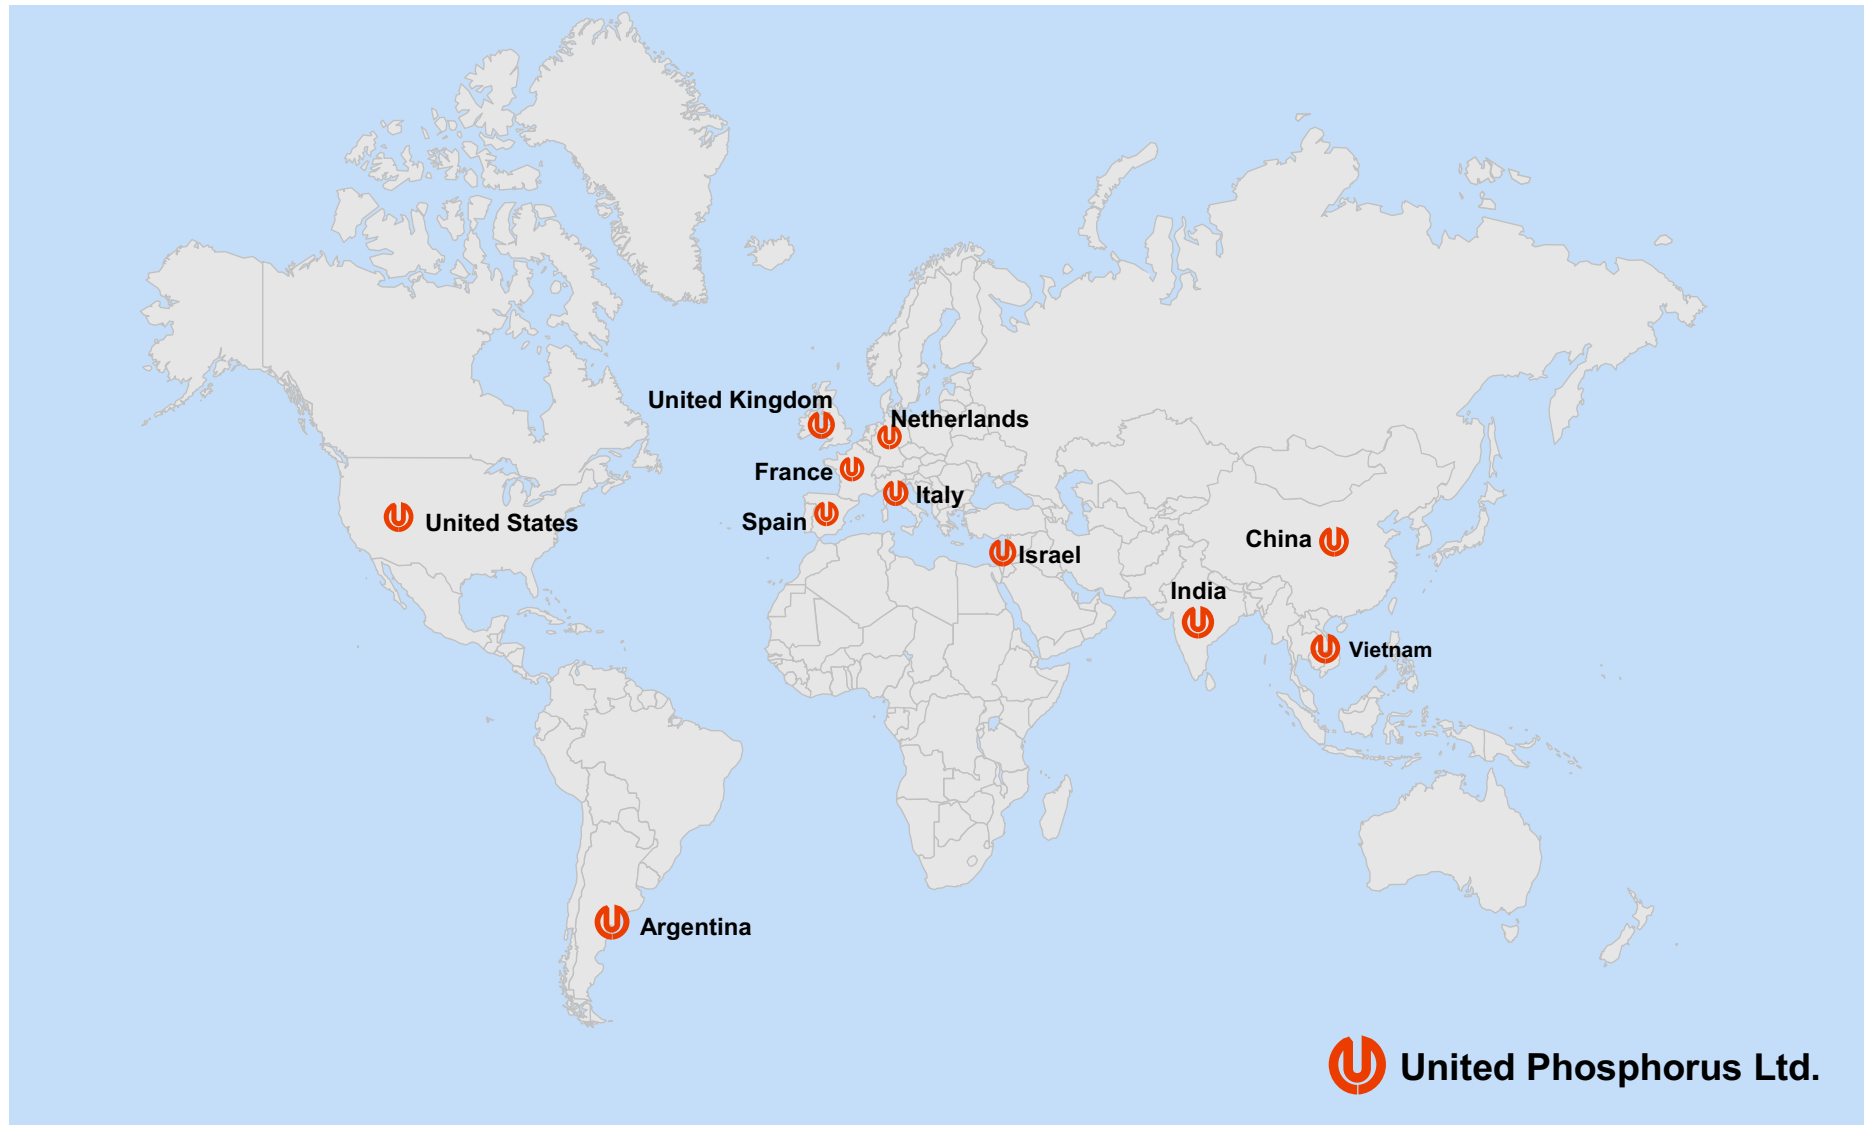 United Kingdom
Netherlands
France
Italy
Spain
United States
China
Israel
India
Vietnam
Argentina
United Phosphorus Ltd.